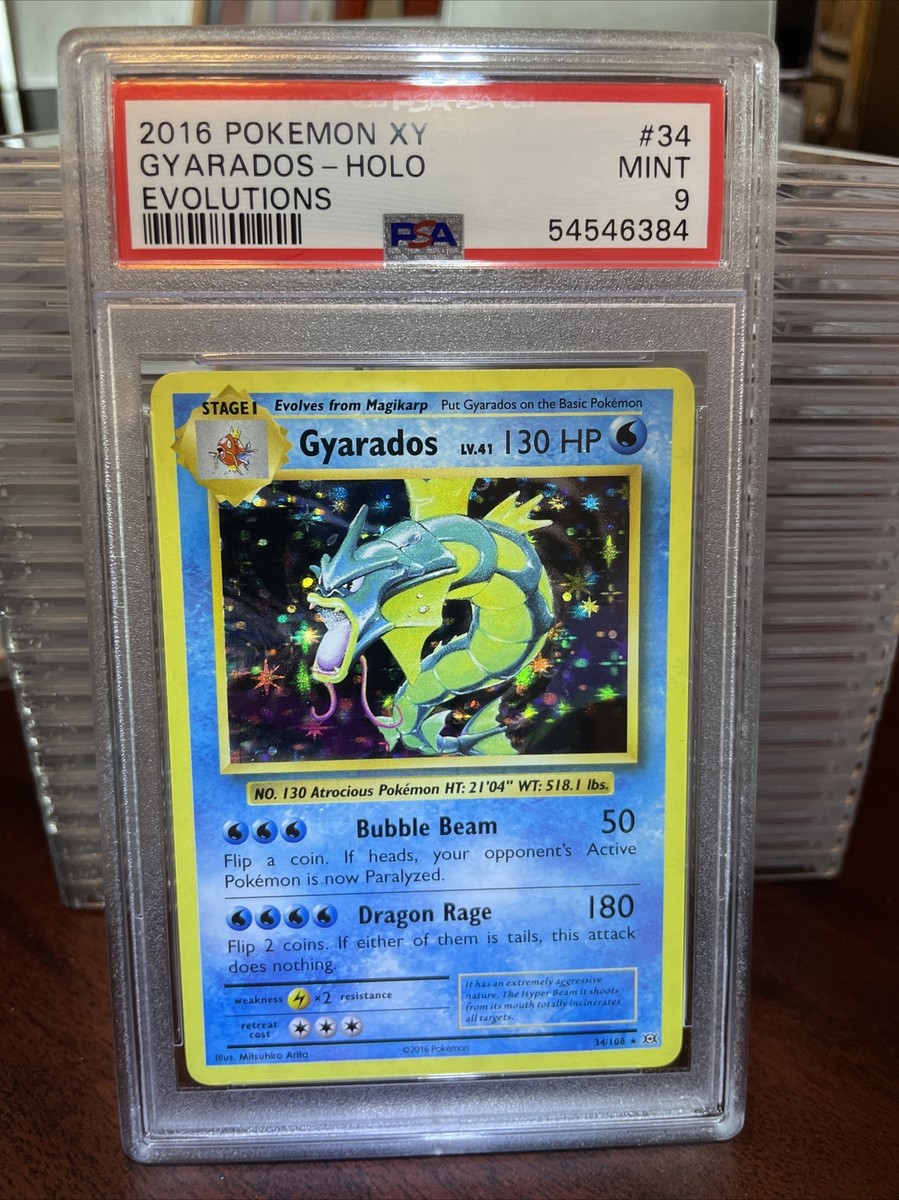 2016 POKEMON XY #34
GYARADOS - HOLO MINT
EVOLUTIONS 9
PSA 54546384
STAGE 1 Evolves from Magikarp Put Gyarados on the Basic Pokémon
Gyarados LV.41 130 HP
NO. 130 Atrocious Pokémon HT: 21'04" WT: 518.1 lbs.
Bubble Beam 50
Flip a coin. If heads, your opponent's Active
Pokémon is now Paralyzed.
Dragon Rage 180
Flip 2 coins. If either of them is tails, this attack
does nothing.
weakness ×2 resistance
retreat
cost
It has an extremely aggressive
nature. The Hyper Beam it shoots
from its mouth totally incinerates
all targets.
Illus. Mitsuhiro Arita ©2016 Pokémon 34/108 ★